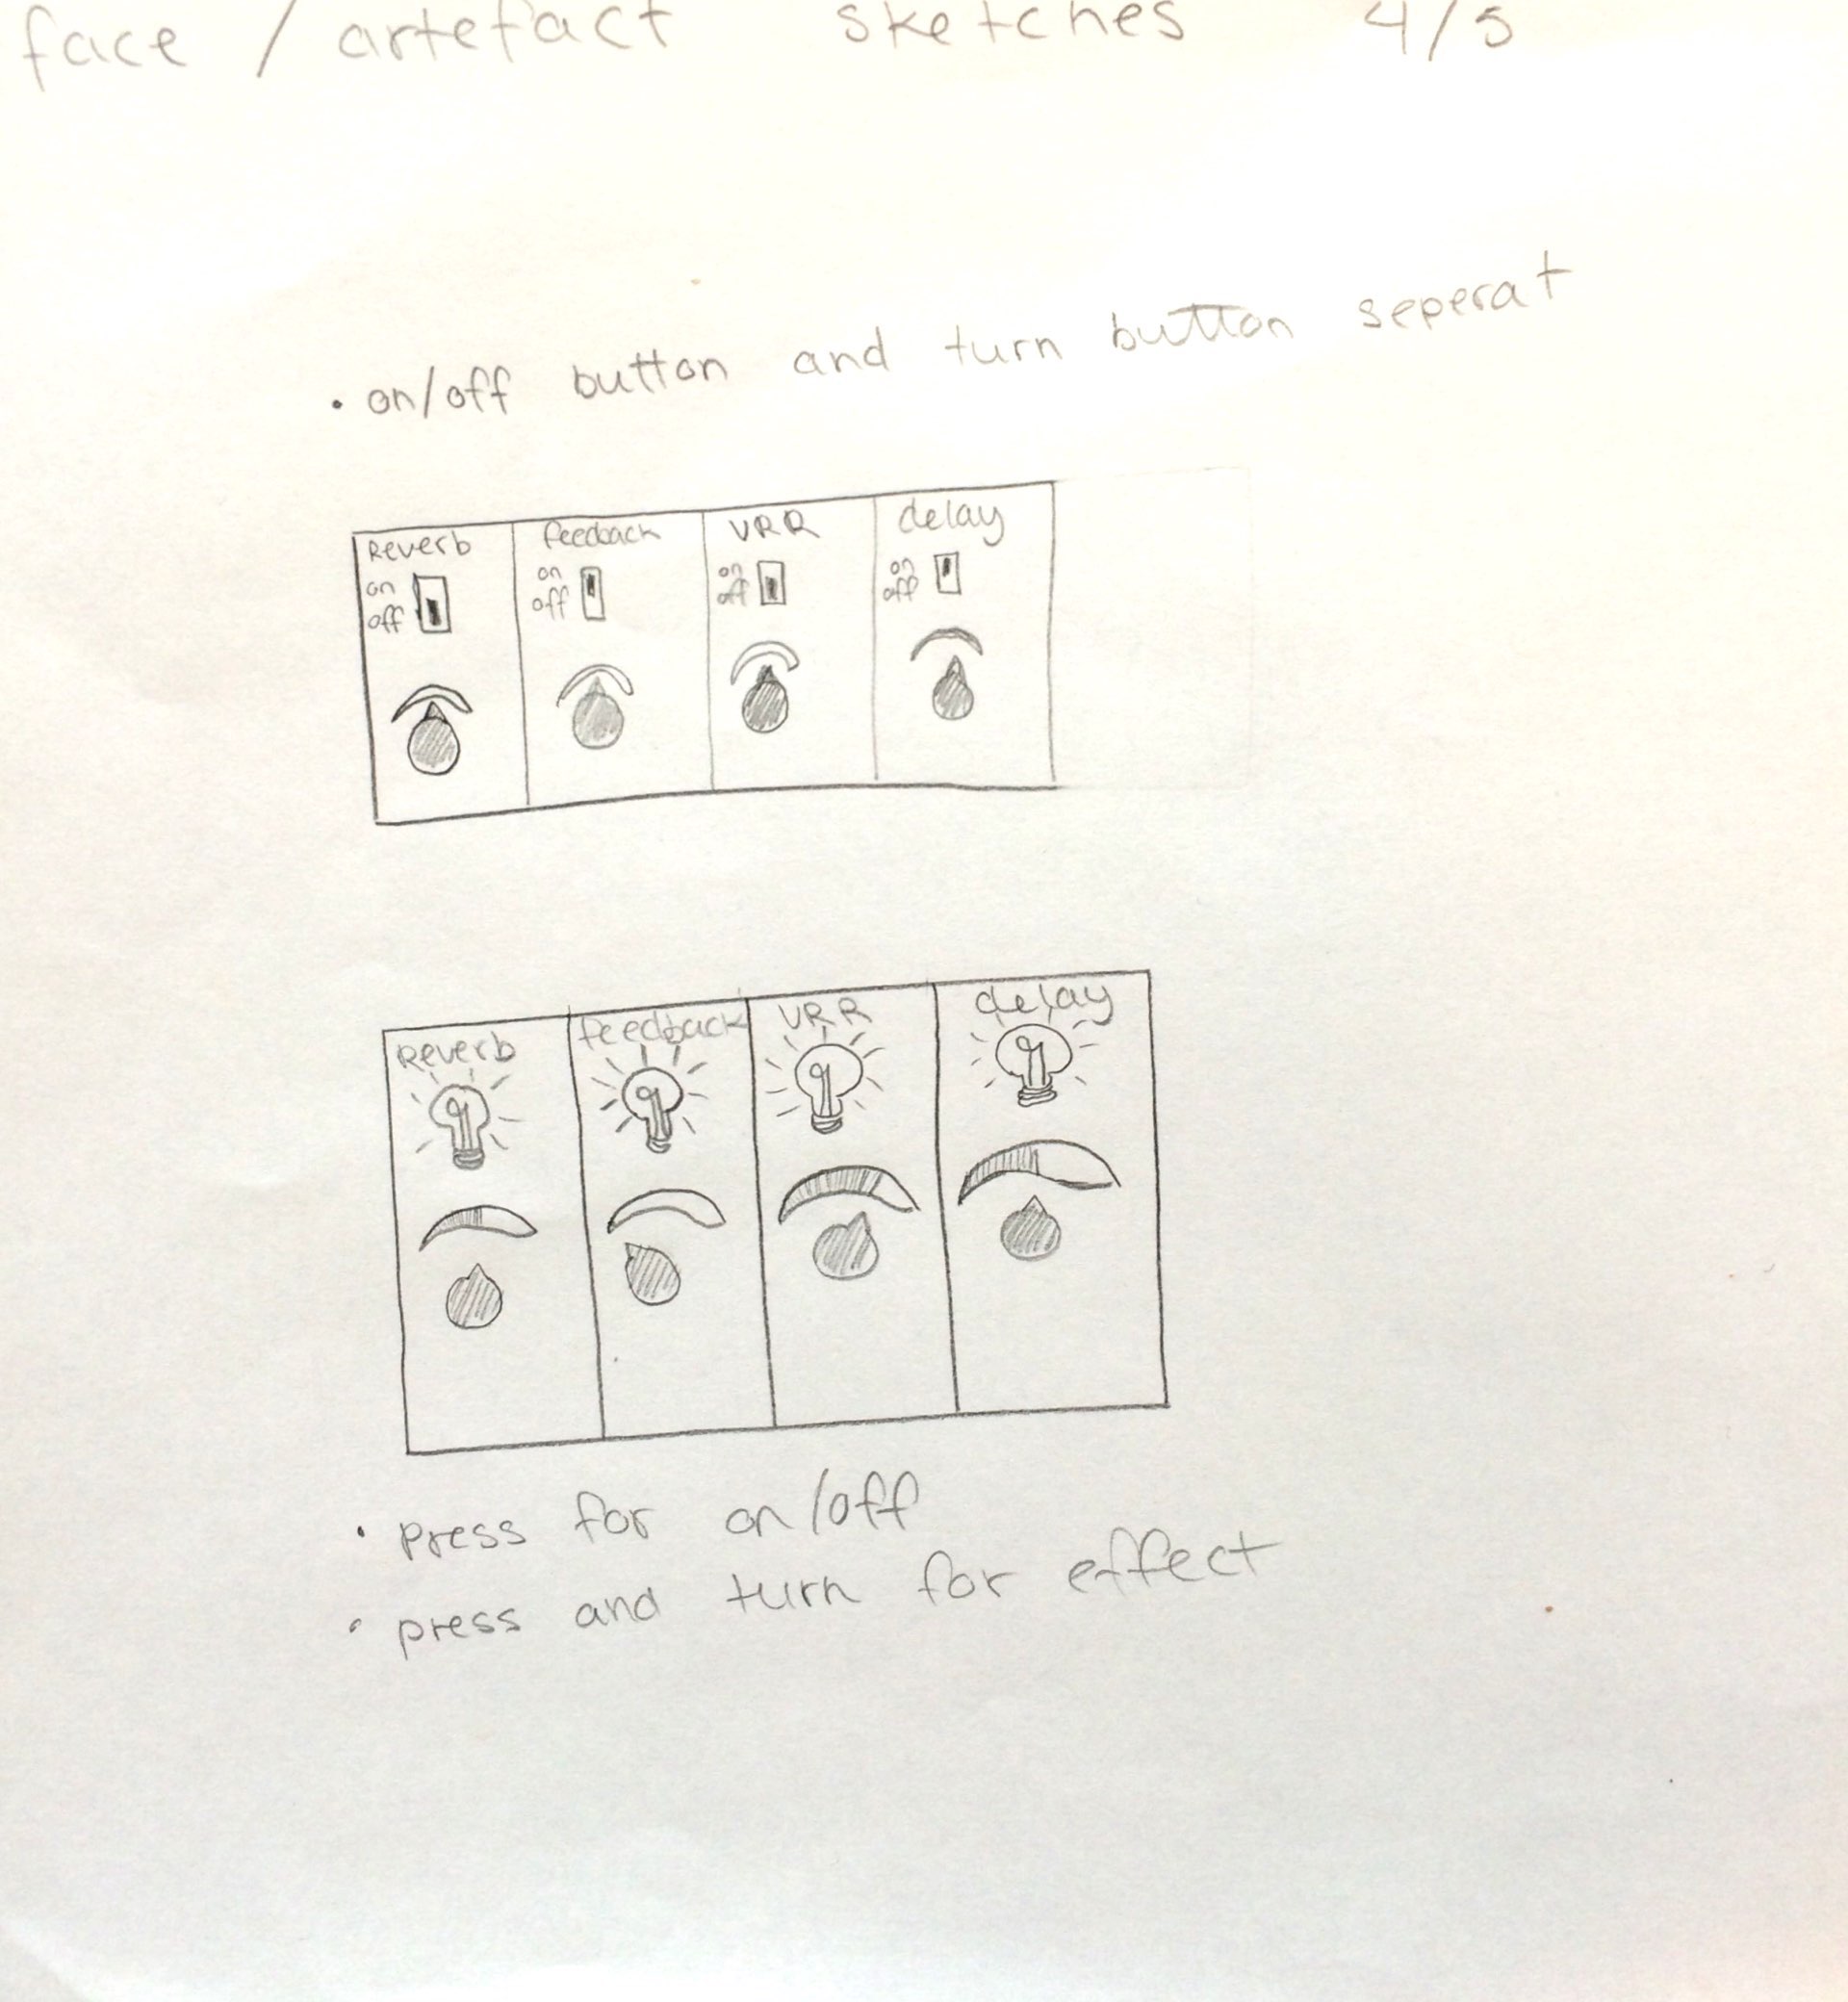 face / artefact sketches 4/5
• on/off button and turn button seperat
Reverb feedback VRR delay
on on on on
off off off off
Reverb feedback VRR delay
• press for on/off
• press and turn for effect